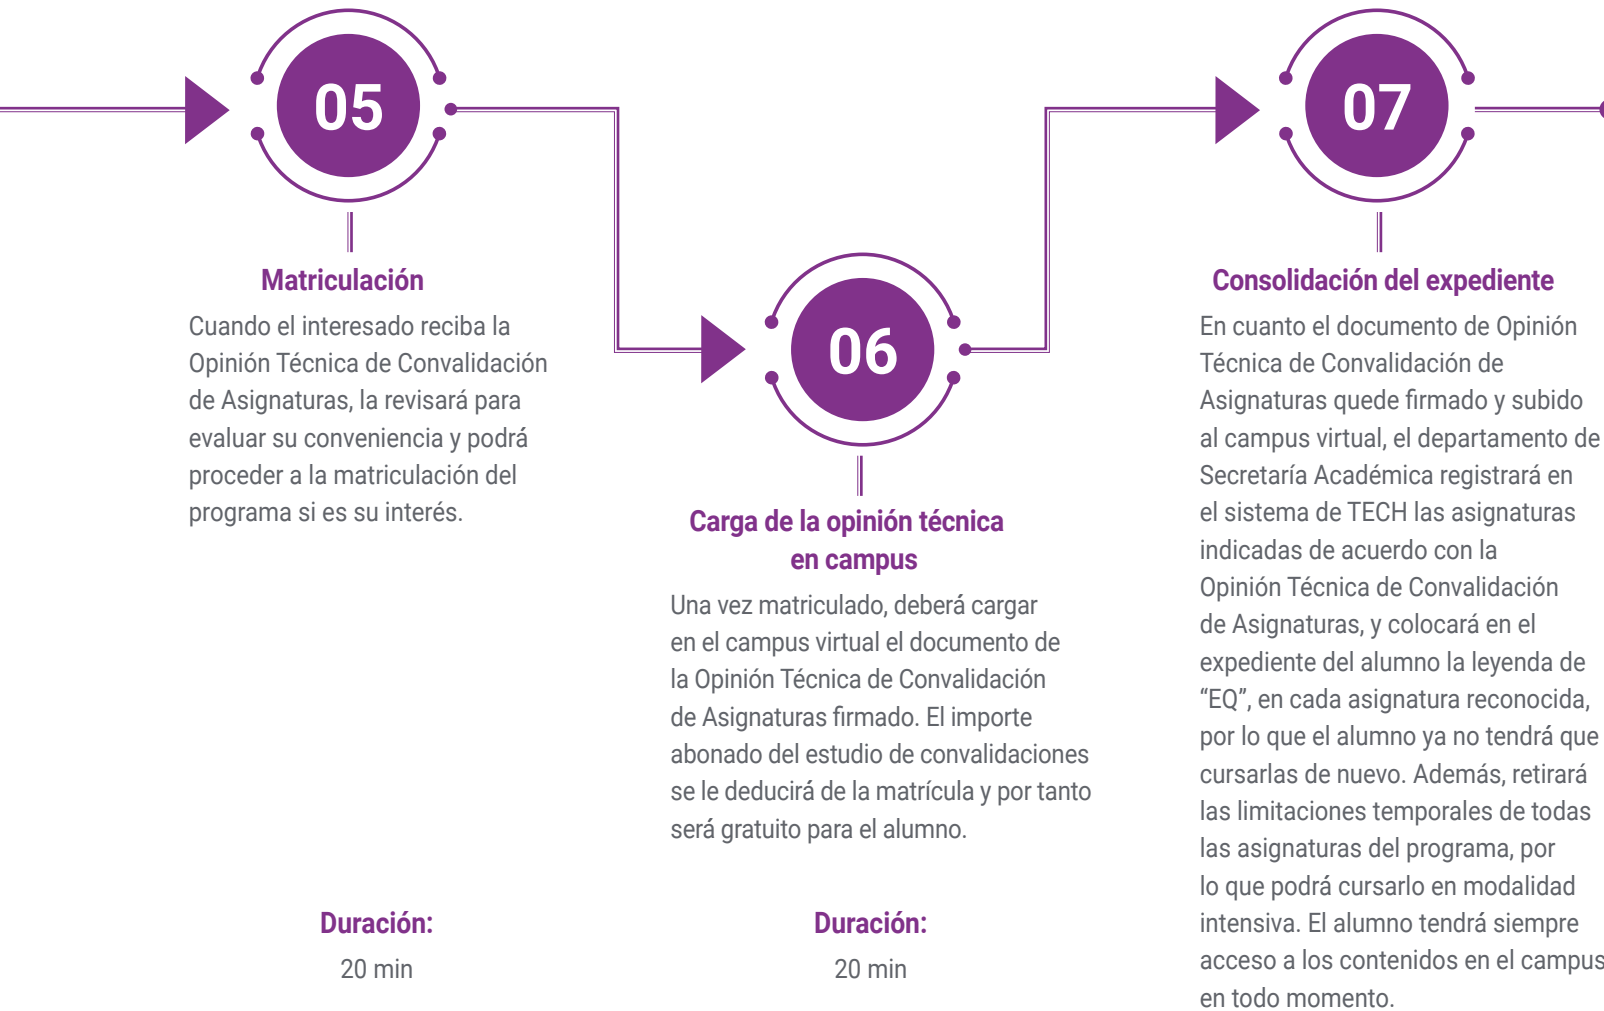 05
Matriculación
Cuando el interesado reciba la
Opinión Técnica de Convalidación
de Asignaturas, la revisará para
evaluar su conveniencia y podrá
proceder a la matriculación del
programa si es su interés.
Duración:
20 min
06
Carga de la opinión técnica
en campus
Una vez matriculado, deberá cargar
en el campus virtual el documento de
la Opinión Técnica de Convalidación
de Asignaturas firmado. El importe
abonado del estudio de convalidaciones
se le deducirá de la matrícula y por tanto
será gratuito para el alumno.
Duración:
20 min
07
Consolidación del expediente
En cuanto el documento de Opinión
Técnica de Convalidación de
Asignaturas quede firmado y subido
al campus virtual, el departamento de
Secretaría Académica registrará en
el sistema de TECH las asignaturas
indicadas de acuerdo con la
Opinión Técnica de Convalidación
de Asignaturas, y colocará en el
expediente del alumno la leyenda de
“EQ”, en cada asignatura reconocida,
por lo que el alumno ya no tendrá que
cursarlas de nuevo. Además, retirará
las limitaciones temporales de todas
las asignaturas del programa, por
lo que podrá cursarlo en modalidad
intensiva. El alumno tendrá siempre
acceso a los contenidos en el campus
en todo momento.